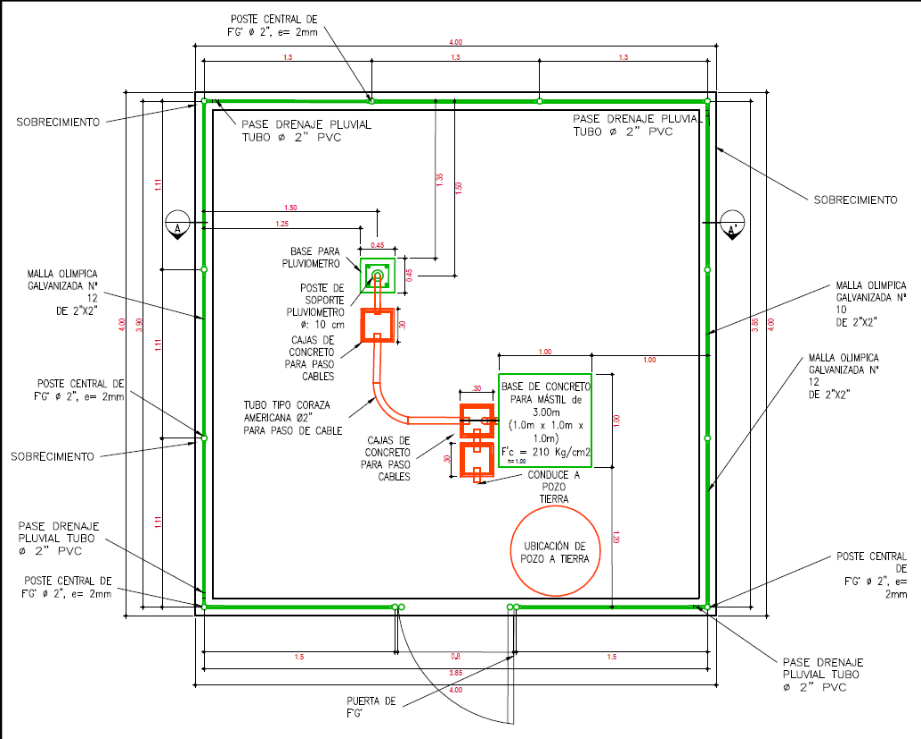 POSTE CENTRAL DE
F'G' ø 2", e= 2mm
4.00
1.3
1.3
1.3
SOBRECIMIENTO
PASE DRENAJE PLUVIAL
TUBO ø 2" PVC
PASE DRENAJE PLUVIAL
TUBO ø 2" PVC
1.11
1.35
1.50
SOBRECIMIENTO
1.50
A
A'
1.25
BASE PARA
PLUVIOMETRO
0.45
0.45
POSTE DE
SOPORTE
PLUVIOMETRO
ø: 10 cm
MALLA OLIMPICA
GALVANIZADA N°
12
DE 2"X2"
MALLA OLIMPICA
GALVANIZADA N°
10
DE 2"X2"
4.00
3.90
1.11
3.85
4.00
CAJAS DE
CONCRETO
PARA PASO
CABLES
.30
1.00
1.00
MALLA OLIMPICA
GALVANIZADA N°
12
DE 2"X2"
POSTE CENTRAL DE
F'G' ø 2", e= 2mm
TUBO TIPO CORAZA
AMERICANA Ø2"
PARA PASO DE CABLE
.30
BASE DE CONCRETO
PARA MÁSTIL de
3.00m
(1.0m x 1.0m x
1.0m)
F'c = 210 Kg/cm2
h= 1.00
1.00
SOBRECIMIENTO
CAJAS DE
CONCRETO
PARA PASO
CABLES
.30
CONDUCE A
POZO
TIERRA
1.11
PASE DRENAJE
PLUVIAL TUBO
ø 2" PVC
UBICACIÓN DE
POZO A TIERRA
1.20
POSTE CENTRAL DE
F'G' ø 2", e= 2mm
POSTE CENTRAL
DE
F'G' ø 2", e=
2mm
1.5
0.8
1.5
3.85
4.00
PASE DRENAJE
PLUVIAL TUBO
ø 2" PVC
PUERTA DE
F'G'